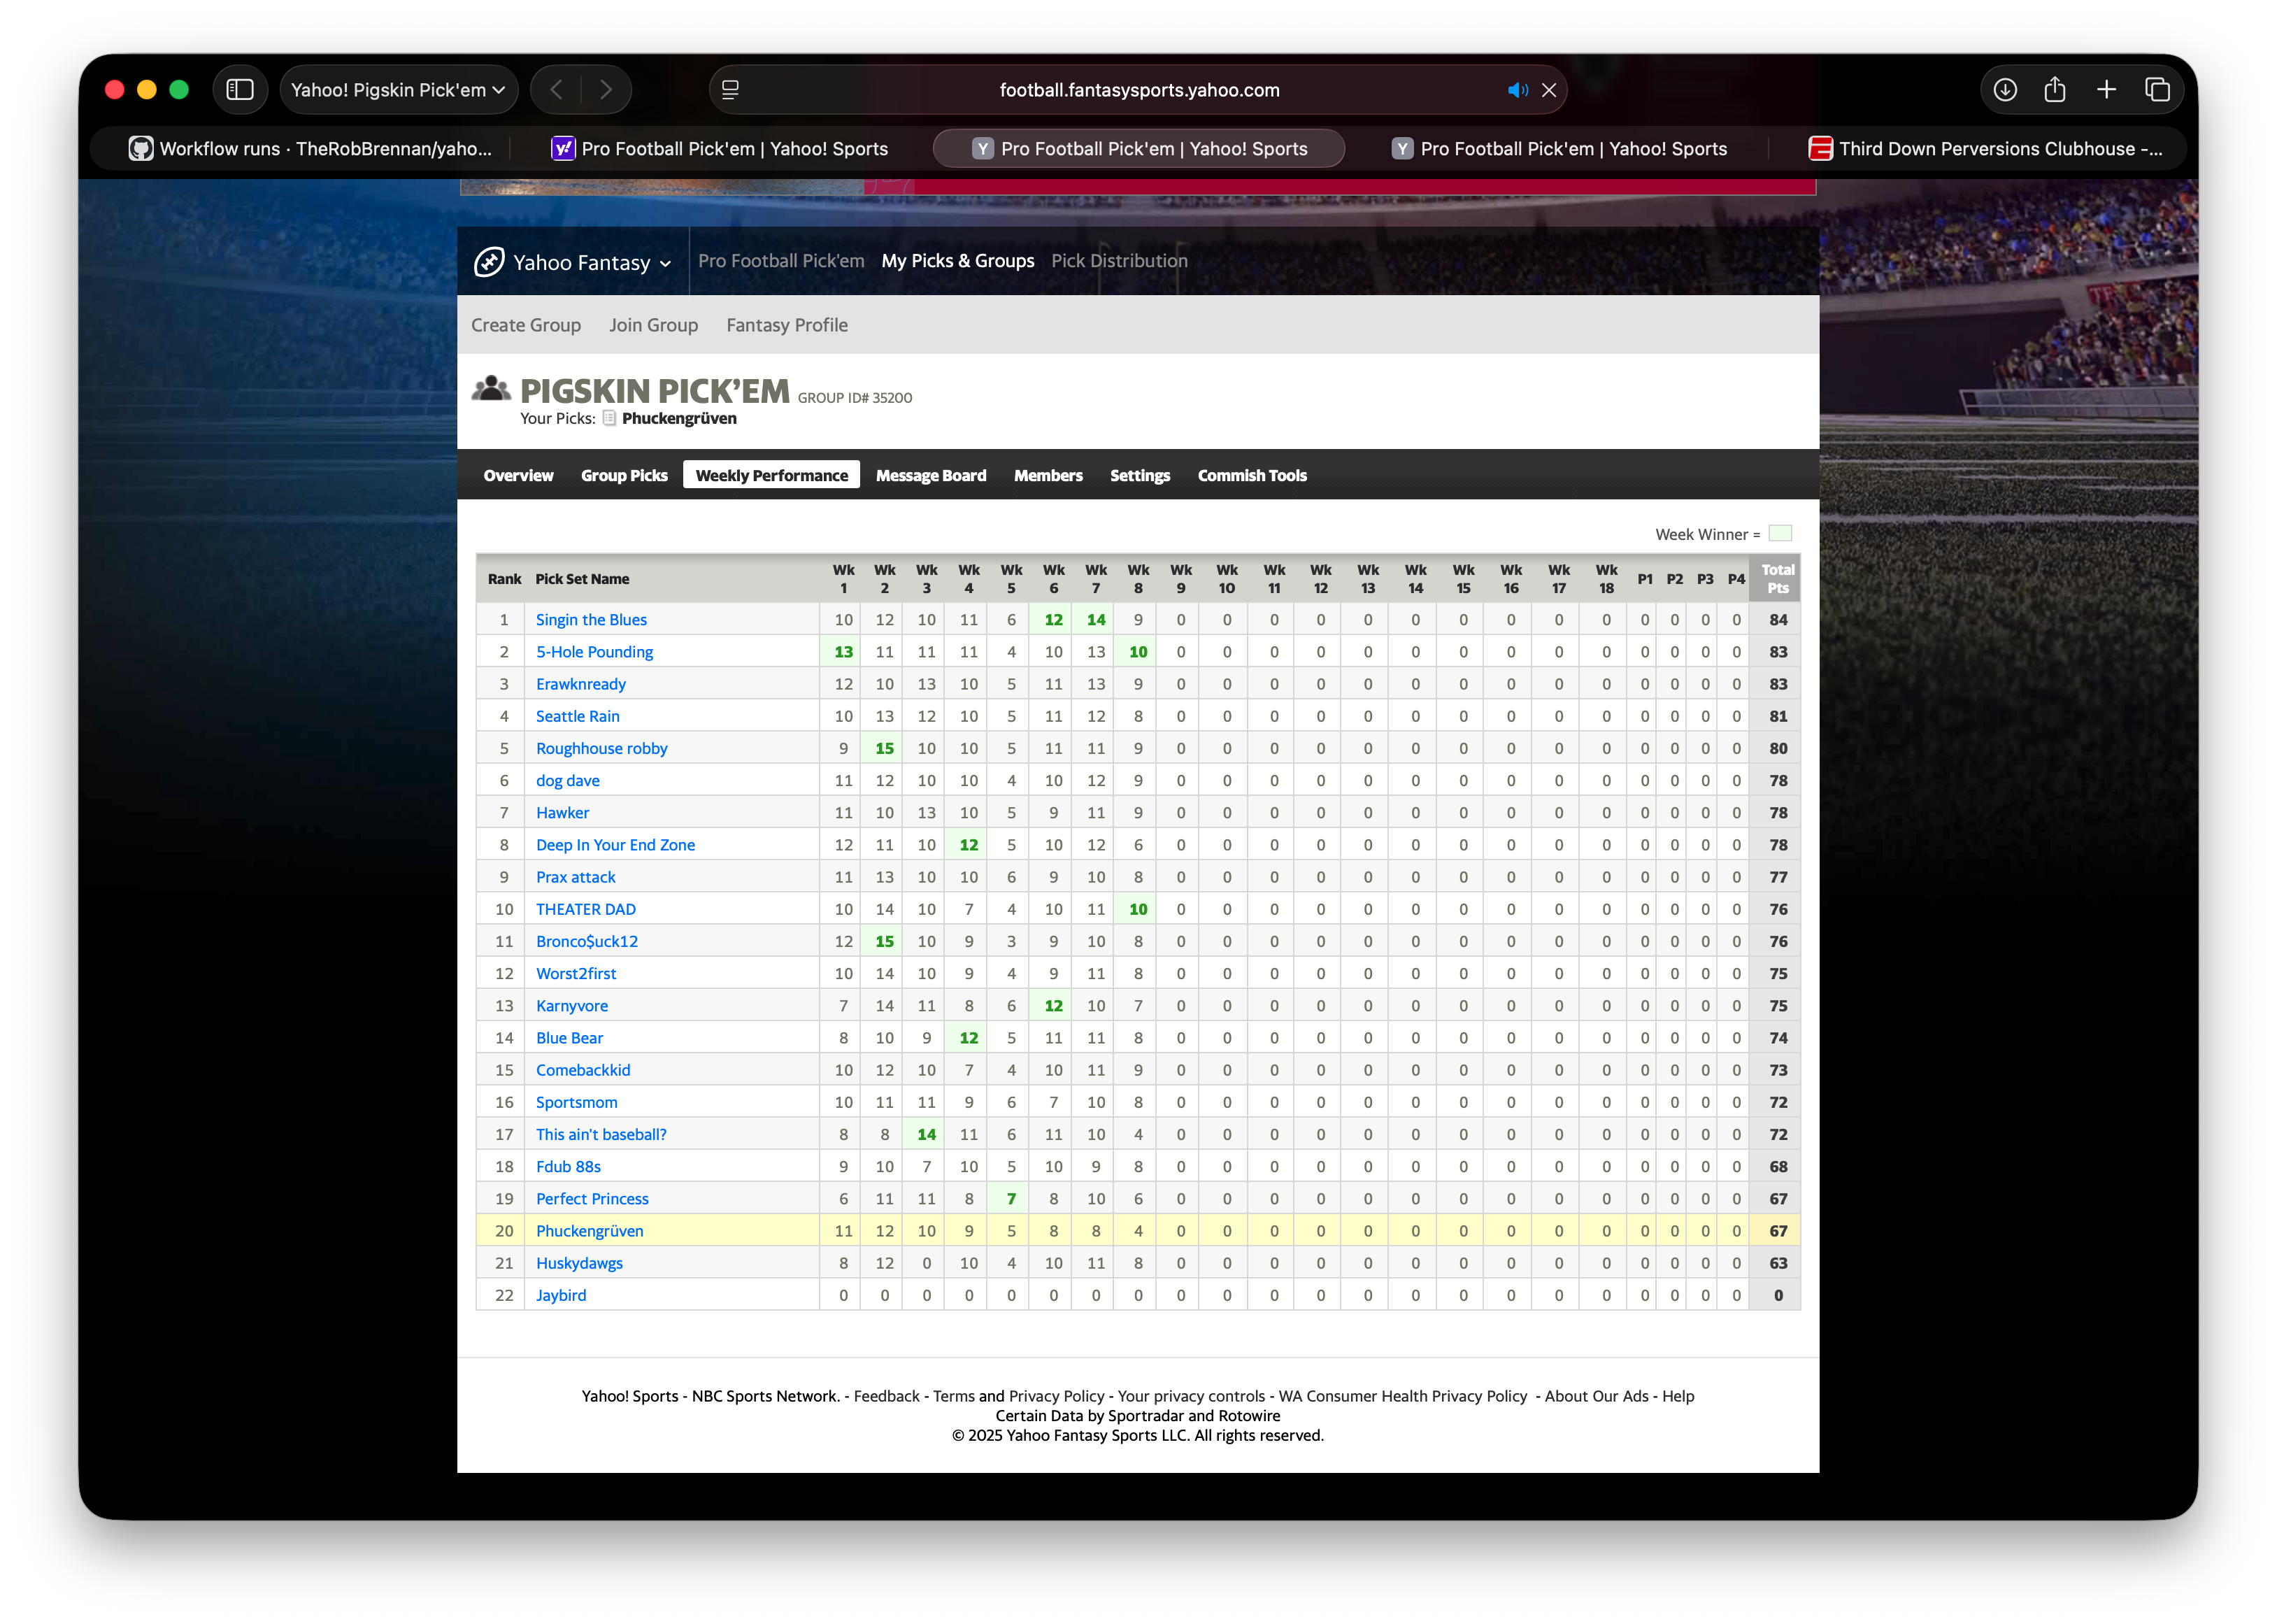 Yahoo! Pigskin Pick'em
football.fantasysports.yahoo.com
Workflow runs · TheRobBrennan/yaho...
Pro Football Pick'em | Yahoo! Sports
Pro Football Pick'em | Yahoo! Sports
Pro Football Pick'em | Yahoo! Sports
Third Down Perversions Clubhouse -...
Yahoo Fantasy Pro Football Pick'em My Picks & Groups Pick Distribution
Create Group Join Group Fantasy Profile
PIGSKIN PICK'EM GROUP ID# 35200
Your Picks: Phuckengrüven
Overview Group Picks Weekly Performance Message Board Members Settings Commish Tools
Week Winner =
Rank Pick Set Name Wk 1 Wk 2 Wk 3 Wk 4 Wk 5 Wk 6 Wk 7 Wk 8 Wk 9 Wk 10 Wk 11 Wk 12 Wk 13 Wk 14 Wk 15 Wk 16 Wk 17 Wk 18 P1 P2 P3 P4 Total Pts
1 Singin the Blues 10 12 10 11 6 12 14 9 0 0 0 0 0 0 0 0 0 0 0 0 0 0 84
2 5-Hole Pounding 13 11 11 11 4 10 13 10 0 0 0 0 0 0 0 0 0 0 0 0 0 0 83
3 Erawknready 12 10 13 10 5 11 13 9 0 0 0 0 0 0 0 0 0 0 0 0 0 0 83
4 Seattle Rain 10 13 12 10 5 11 12 8 0 0 0 0 0 0 0 0 0 0 0 0 0 0 81
5 Roughhouse robby 9 15 10 10 5 11 11 9 0 0 0 0 0 0 0 0 0 0 0 0 0 0 80
6 dog dave 11 12 10 10 4 10 12 9 0 0 0 0 0 0 0 0 0 0 0 0 0 0 78
7 Hawker 11 10 13 10 5 9 11 9 0 0 0 0 0 0 0 0 0 0 0 0 0 0 78
8 Deep In Your End Zone 12 11 10 12 5 10 12 6 0 0 0 0 0 0 0 0 0 0 0 0 0 0 78
9 Prax attack 11 13 10 10 6 9 10 8 0 0 0 0 0 0 0 0 0 0 0 0 0 0 77
10 THEATER DAD 10 14 10 7 4 10 11 10 0 0 0 0 0 0 0 0 0 0 0 0 0 0 76
11 Bronco$uck12 12 15 10 9 3 9 10 8 0 0 0 0 0 0 0 0 0 0 0 0 0 0 76
12 Worst2first 10 14 10 9 4 9 11 8 0 0 0 0 0 0 0 0 0 0 0 0 0 0 75
13 Karnyvore 7 14 11 8 6 12 10 7 0 0 0 0 0 0 0 0 0 0 0 0 0 0 75
14 Blue Bear 8 10 9 12 5 11 11 8 0 0 0 0 0 0 0 0 0 0 0 0 0 0 74
15 Comebackkid 10 12 10 7 4 10 11 9 0 0 0 0 0 0 0 0 0 0 0 0 0 0 73
16 Sportsmom 10 11 11 9 6 7 10 8 0 0 0 0 0 0 0 0 0 0 0 0 0 0 72
17 This ain't baseball? 8 8 14 11 6 11 10 4 0 0 0 0 0 0 0 0 0 0 0 0 0 0 72
18 Fdub 88s 9 10 7 10 5 10 9 8 0 0 0 0 0 0 0 0 0 0 0 0 0 0 68
19 Perfect Princess 6 11 11 8 7 8 10 6 0 0 0 0 0 0 0 0 0 0 0 0 0 0 67
20 Phuckengrüven 11 12 10 9 5 8 8 4 0 0 0 0 0 0 0 0 0 0 0 0 0 0 67
21 Huskydawgs 8 12 0 10 4 10 11 8 0 0 0 0 0 0 0 0 0 0 0 0 0 0 63
22 Jaybird 0 0 0 0 0 0 0 0 0 0 0 0 0 0 0 0 0 0 0 0 0 0 0
Yahoo! Sports - NBC Sports Network. - Feedback - Terms and Privacy Policy - Your privacy controls - WA Consumer Health Privacy Policy - About Our Ads - Help
Certain Data by Sportradar and Rotowire
© 2025 Yahoo Fantasy Sports LLC. All rights reserved.